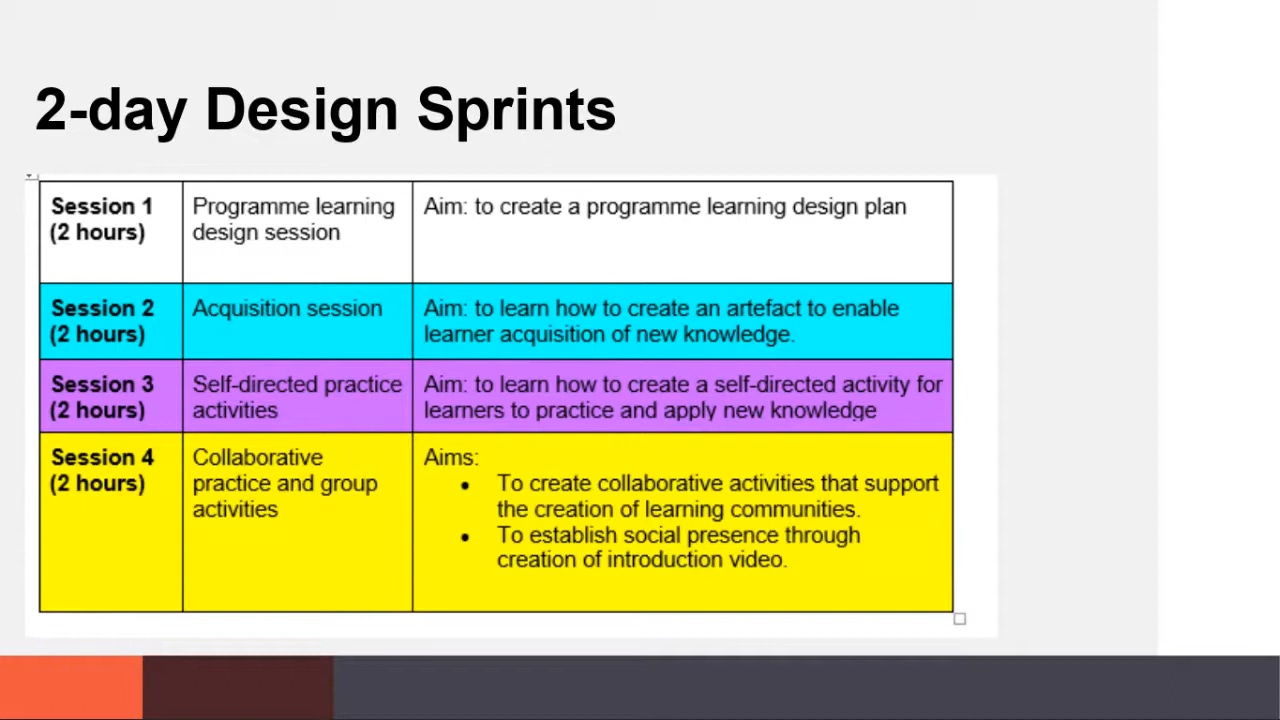 2-day Design Sprints
Session 1
(2 hours)
Programme learning
design session
Aim: to create a programme learning design plan
Session 2
(2 hours)
Acquisition session
Aim: to learn how to create an artefact to enable
learner acquisition of new knowledge.
Session 3
(2 hours)
Self-directed practice
activities
Aim: to learn how to create a self-directed activity for
learners to practice and apply new knowledge
Session 4
(2 hours)
Collaborative
practice and group
activities
Aims:
• To create collaborative activities that support
the creation of learning communities.
• To establish social presence through
creation of introduction video.